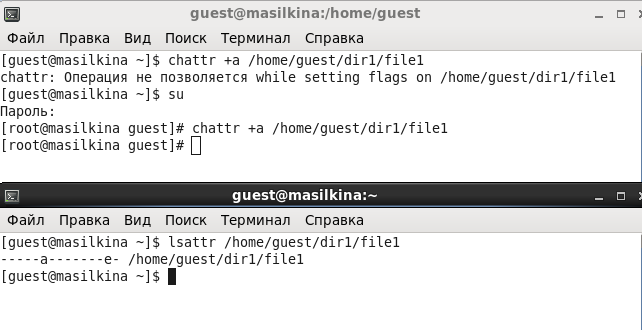 guest@masilkina:/home/guest
Файл Правка Вид Поиск Терминал Справка
[guest@masilkina ~]$ chattr +a /home/guest/dir1/file1
chattr: Операция не позволяется while setting flags on /home/guest/dir1/file1
[guest@masilkina ~]$ su
Пароль:
[root@masilkina guest]# chattr +a /home/guest/dir1/file1
[root@masilkina guest]#
guest@masilkina:~
Файл Правка Вид Поиск Терминал Справка
[guest@masilkina ~]$ lsattr /home/guest/dir1/file1
-----a-------e- /home/guest/dir1/file1
[guest@masilkina ~]$